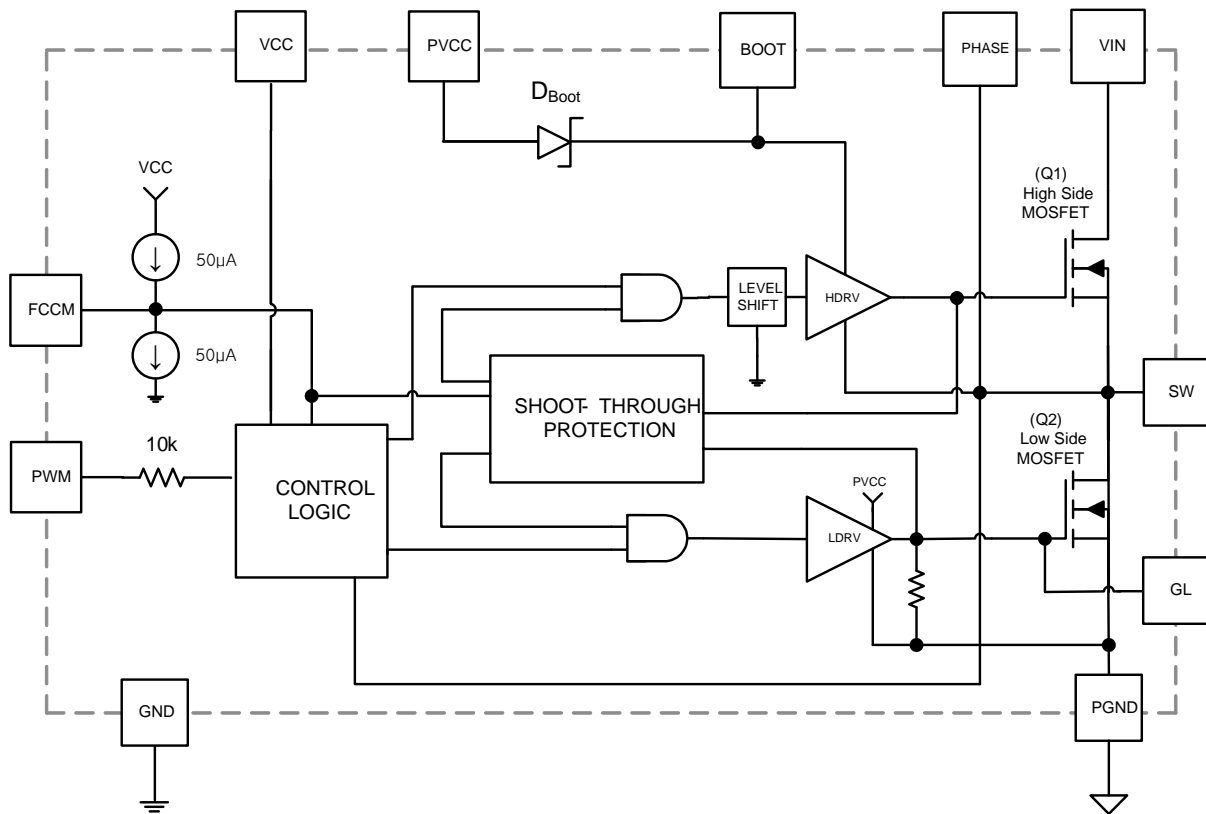 VCC
PVCC
BOOT
PHASE
VIN
DBoot
VCC
(Q1)
High Side
MOSFET
50µA
FCCM
LEVEL
SHIFT
HDRV
50µA
SW
SHOOT- THROUGH
PROTECTION
(Q2)
Low Side
MOSFET
10k
PWM
CONTROL
LOGIC
PVCC
LDRV
GL
GND
PGND